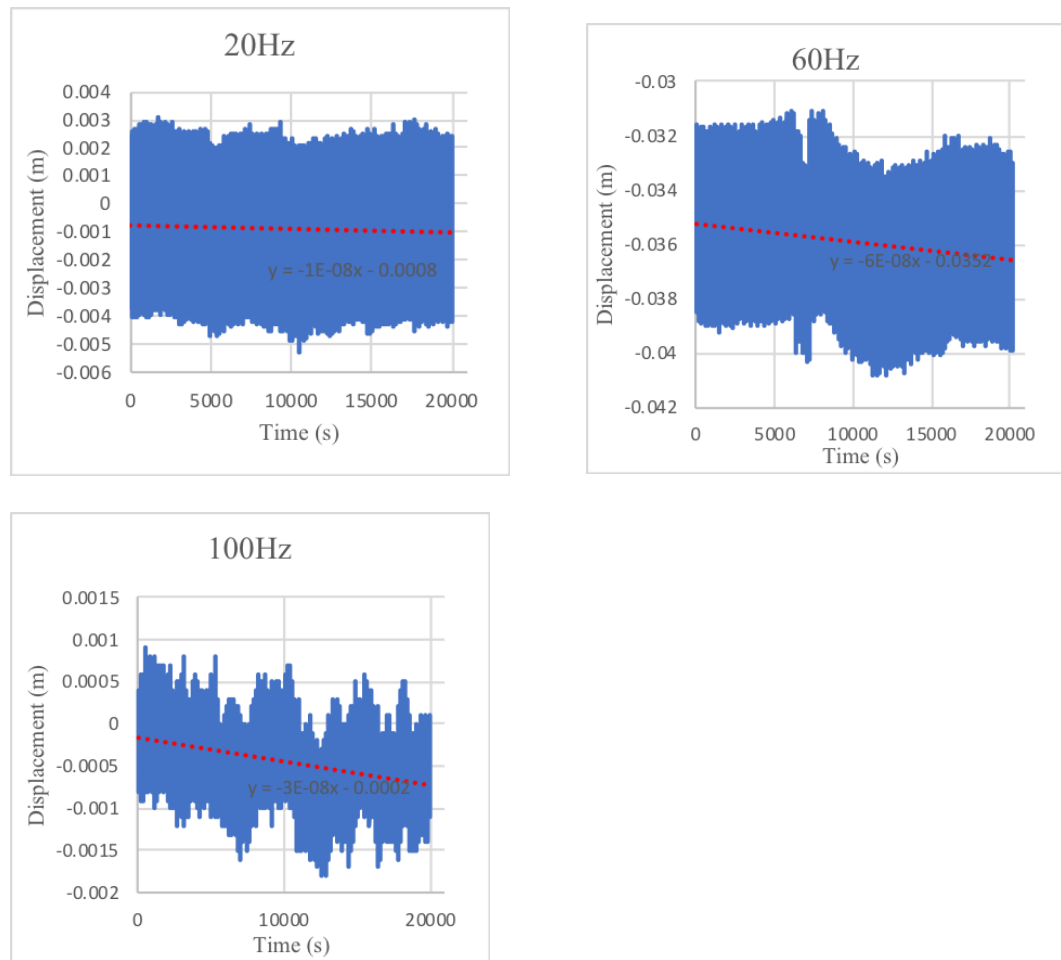 20Hz
0.004
0.003
0.002
0.001
0
-0.001
-0.002
-0.003
-0.004
-0.005
-0.006
Displacement (m)
y = -1E-08x - 0.0008
0 5000 10000 15000 20000
Time (s)
60Hz
-0.03
-0.032
-0.034
-0.036
-0.038
-0.04
-0.042
Displacement (m)
y = -6E-08x - 0.0352
0 5000 10000 15000 20000
Time (s)
100Hz
0.0015
0.001
0.0005
0
-0.0005
-0.001
-0.0015
-0.002
Displacement (m)
y = -3E-08x - 0.0002
0 10000 20000
Time (s)